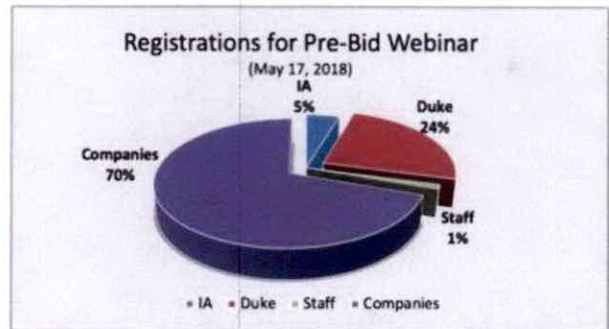 Registrations for Pre-Bid Webinar
(May 17, 2018)
IA
5%
Duke
24%
Companies
70%
Staff
1%
IA Duke Staff Companies